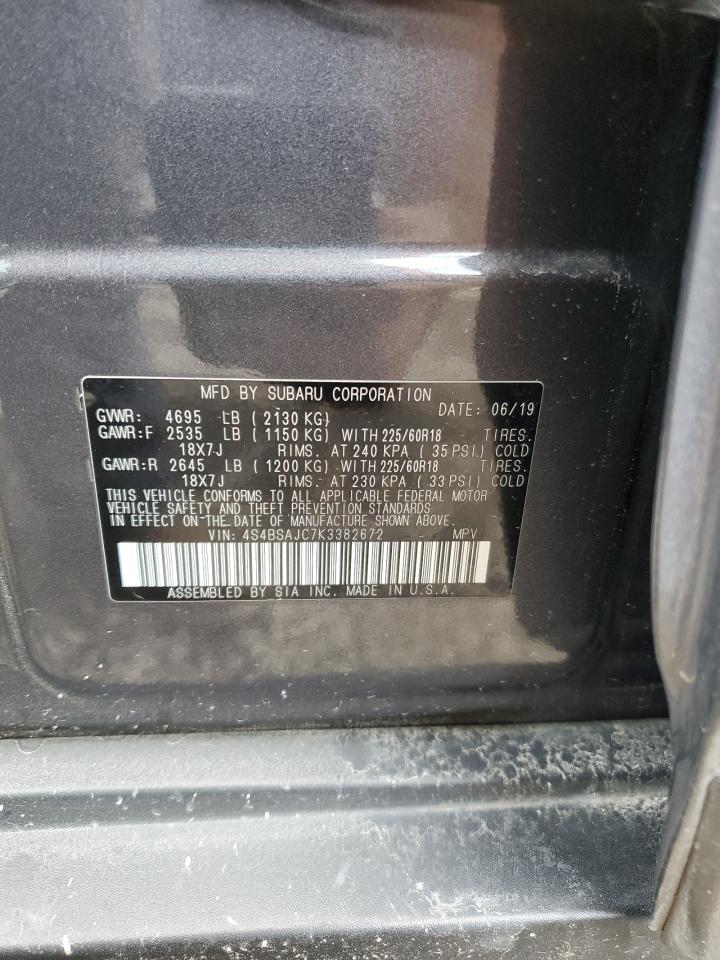 MFD BY SUBARU CORPORATION
GVWR: 4695 LB (2130 KG) DATE: 06/19
GAWR:F 2535 LB (1150 KG) WITH 225/60R18 TIRES.
18X7J RIMS. AT 240 KPA (35 PSI) COLD
GAWR:R 2645 LB (1200 KG) WITH 225/60R18 TIRES.
18X7J RIMS. AT 230 KPA (33 PSI) COLD
THIS VEHICLE CONFORMS TO ALL APPLICABLE FEDERAL MOTOR
VEHICLE SAFETY AND THEFT PREVENTION STANDARDS
IN EFFECT ON THE DATE OF MANUFACTURE SHOWN ABOVE.
VIN: 4S4BSAJC7K3382672 MPV
ASSEMBLED BY SIA INC. MADE IN U.S.A.